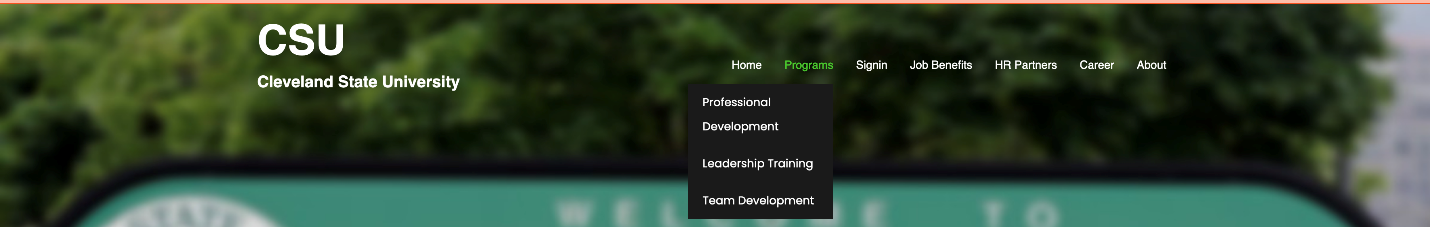 CSU
Cleveland State University
Home Programs Signin Job Benefits HR Partners Career About
Professional
Development
Leadership Training
Team Development
STATE
WELCOME TO